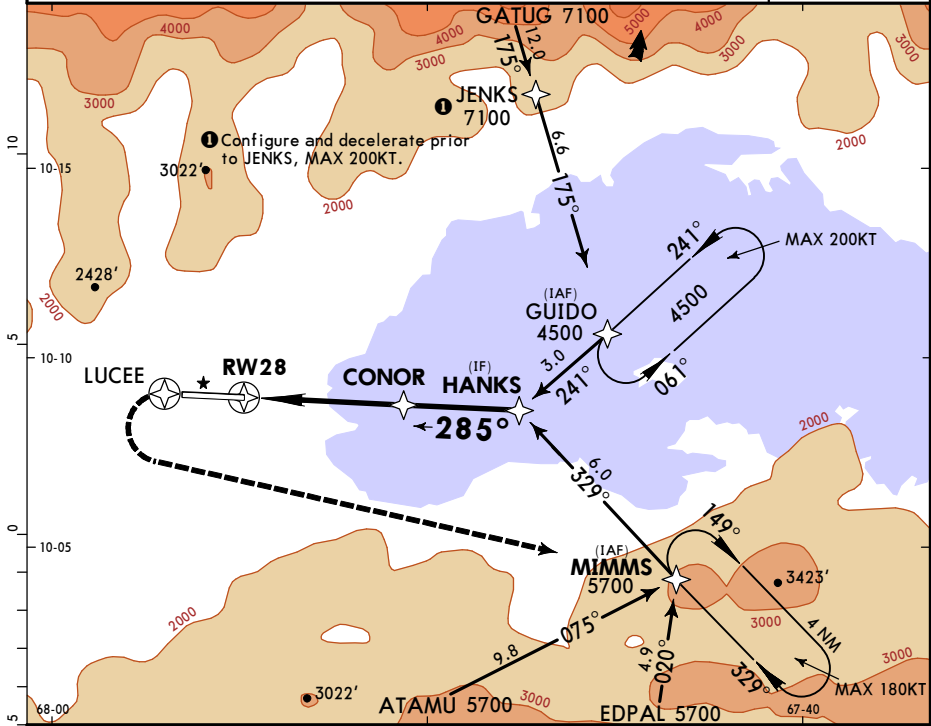 GATUG 7100
4000
4000
5000
3000
3000
3000
3000
12.0
175°
JENKS
7100
1
1 Configure and decelerate prior
to JENKS, MAX 200KT.
10
10-15
3022'
2000
2000
6.6
175°
241°
MAX 200KT
2428'
2000
4500
(IAF)
GUIDO
4500
061°
5
10-10
LUCEE
RW28
CONOR
(IF)
HANKS
3.0
241°
285°
2000
6.0
329°
149°
0
10-05
(IAF)
MIMMS
5700
3423'
2000
3000
075°
4 NM
9.8
4.9
020°
329°
3000
MAX 180KT
3022'
3000
ATAMU 5700
EDPAL 5700
5
68-00
67-40